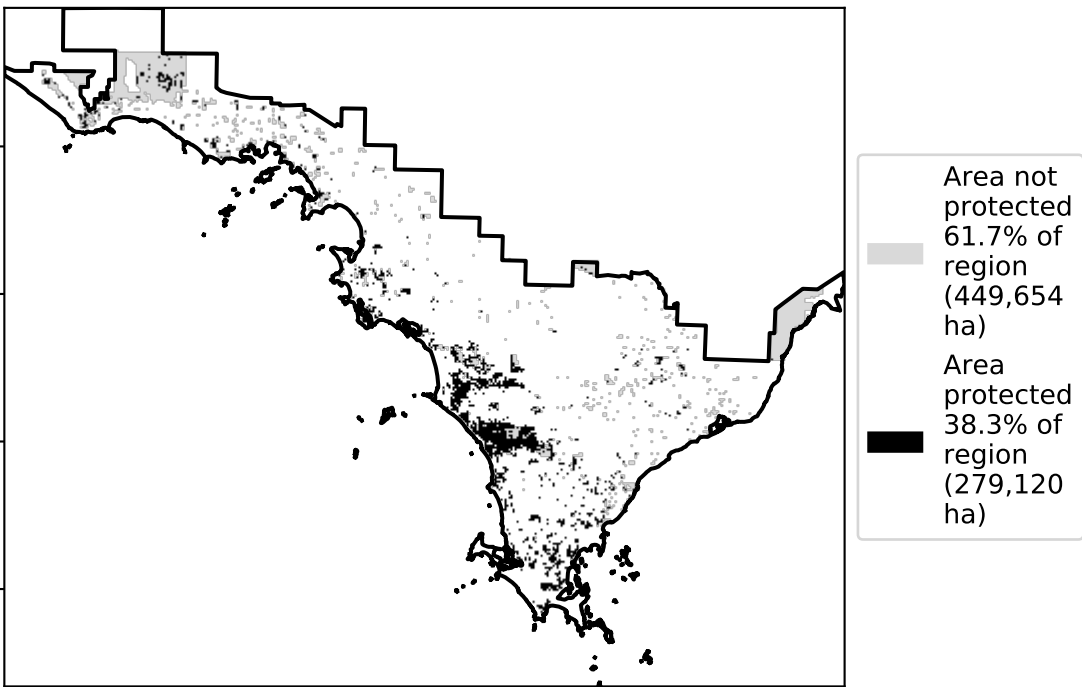 Area not
protected
61.7% of
region
(449,654
ha)
Area
protected
38.3% of
region
(279,120
ha)